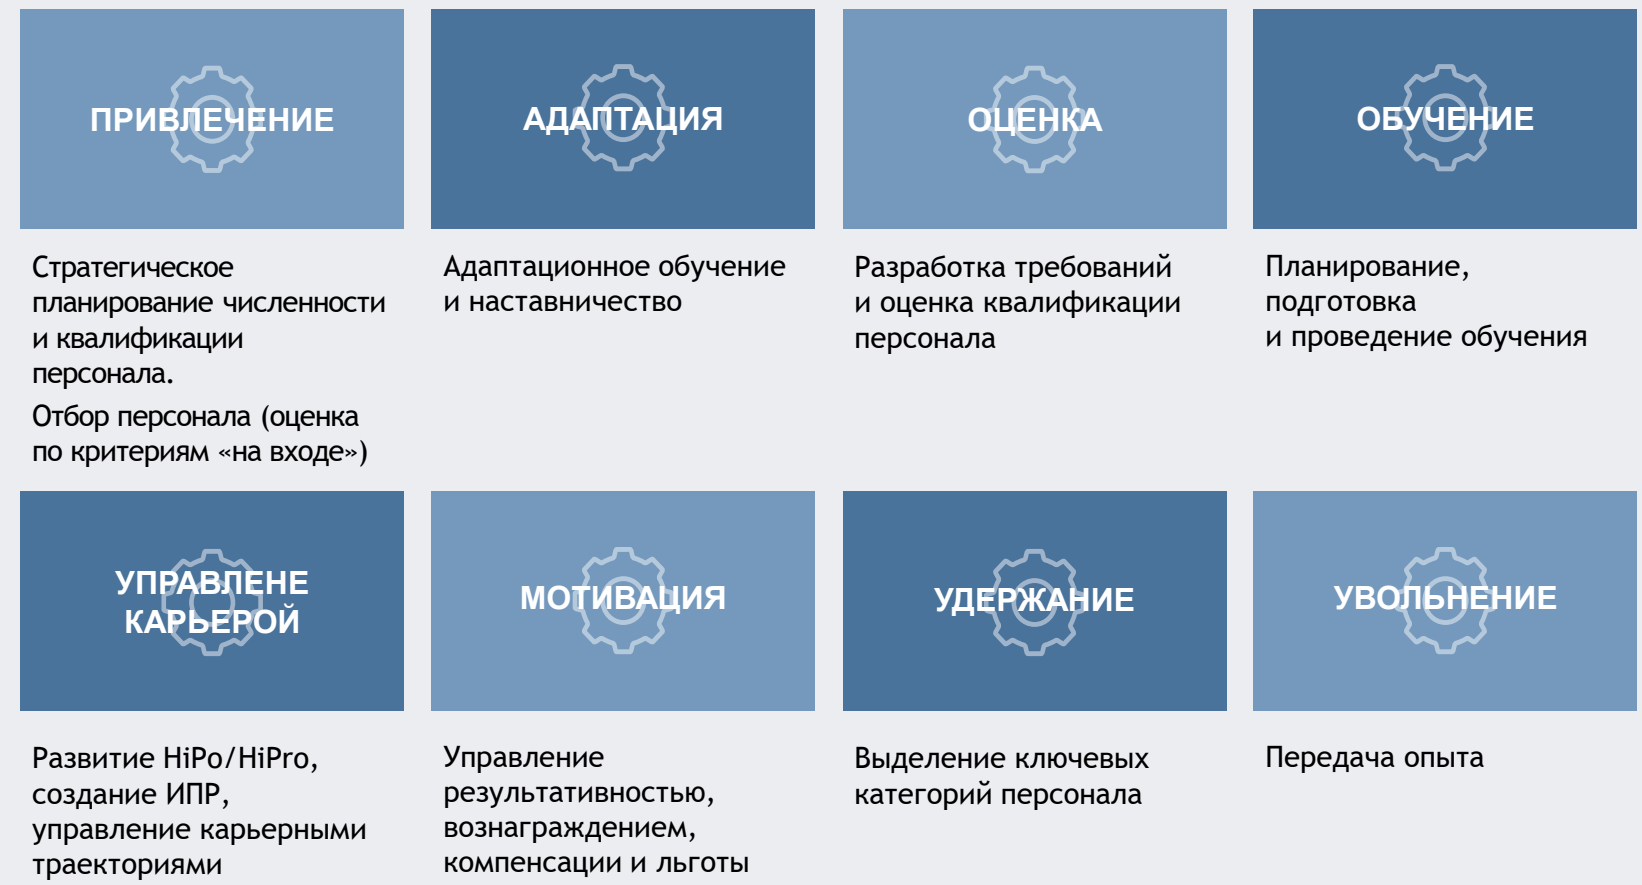 ПРИВЛЕЧЕНИЕ
Стратегическое
планирование численности
и квалификации
персонала.
Отбор персонала (оценка
по критериям «на входе»)
АДАПТАЦИЯ
Адаптационное обучение
и наставничество
ОЦЕНКА
Разработка требований
и оценка квалификации
персонала
ОБУЧЕНИЕ
Планирование,
подготовка
и проведение обучения
УПРАВЛЕНЕ
КАРЬЕРОЙ
Развитие HiPo/HiPro,
создание ИПР,
управление карьерными
траекториями
МОТИВАЦИЯ
Управление
результативностью,
вознаграждением,
компенсации и льготы
УДЕРЖАНИЕ
Выделение ключевых
категорий персонала
УВОЛЬНЕНИЕ
Передача опыта